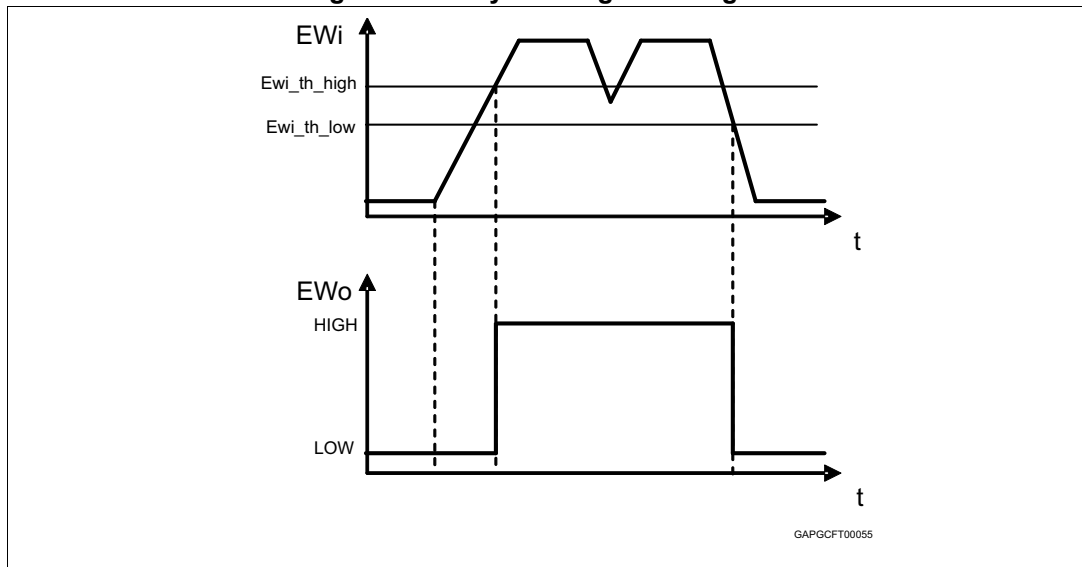 EWi
Ewi_th_high
Ewi_th_low
t
EWo
HIGH
LOW
t
GAPGCFT00055